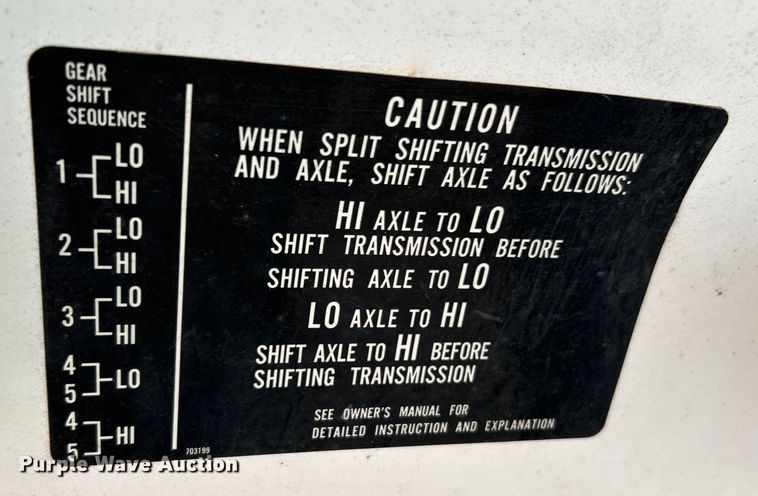 GEAR
SHIFT
SEQUENCE
1 LO
HI
2 LO
HI
3 LO
HI
4
5 LO
4
5 HI
CAUTION
WHEN SPLIT SHIFTING TRANSMISSION
AND AXLE, SHIFT AXLE AS FOLLOWS:
HI AXLE TO LO
SHIFT TRANSMISSION BEFORE
SHIFTING AXLE TO LO
LO AXLE TO HI
SHIFT AXLE TO HI BEFORE
SHIFTING TRANSMISSION
SEE OWNER'S MANUAL FOR
DETAILED INSTRUCTION AND EXPLANATION
703199
Purple Wave Auction